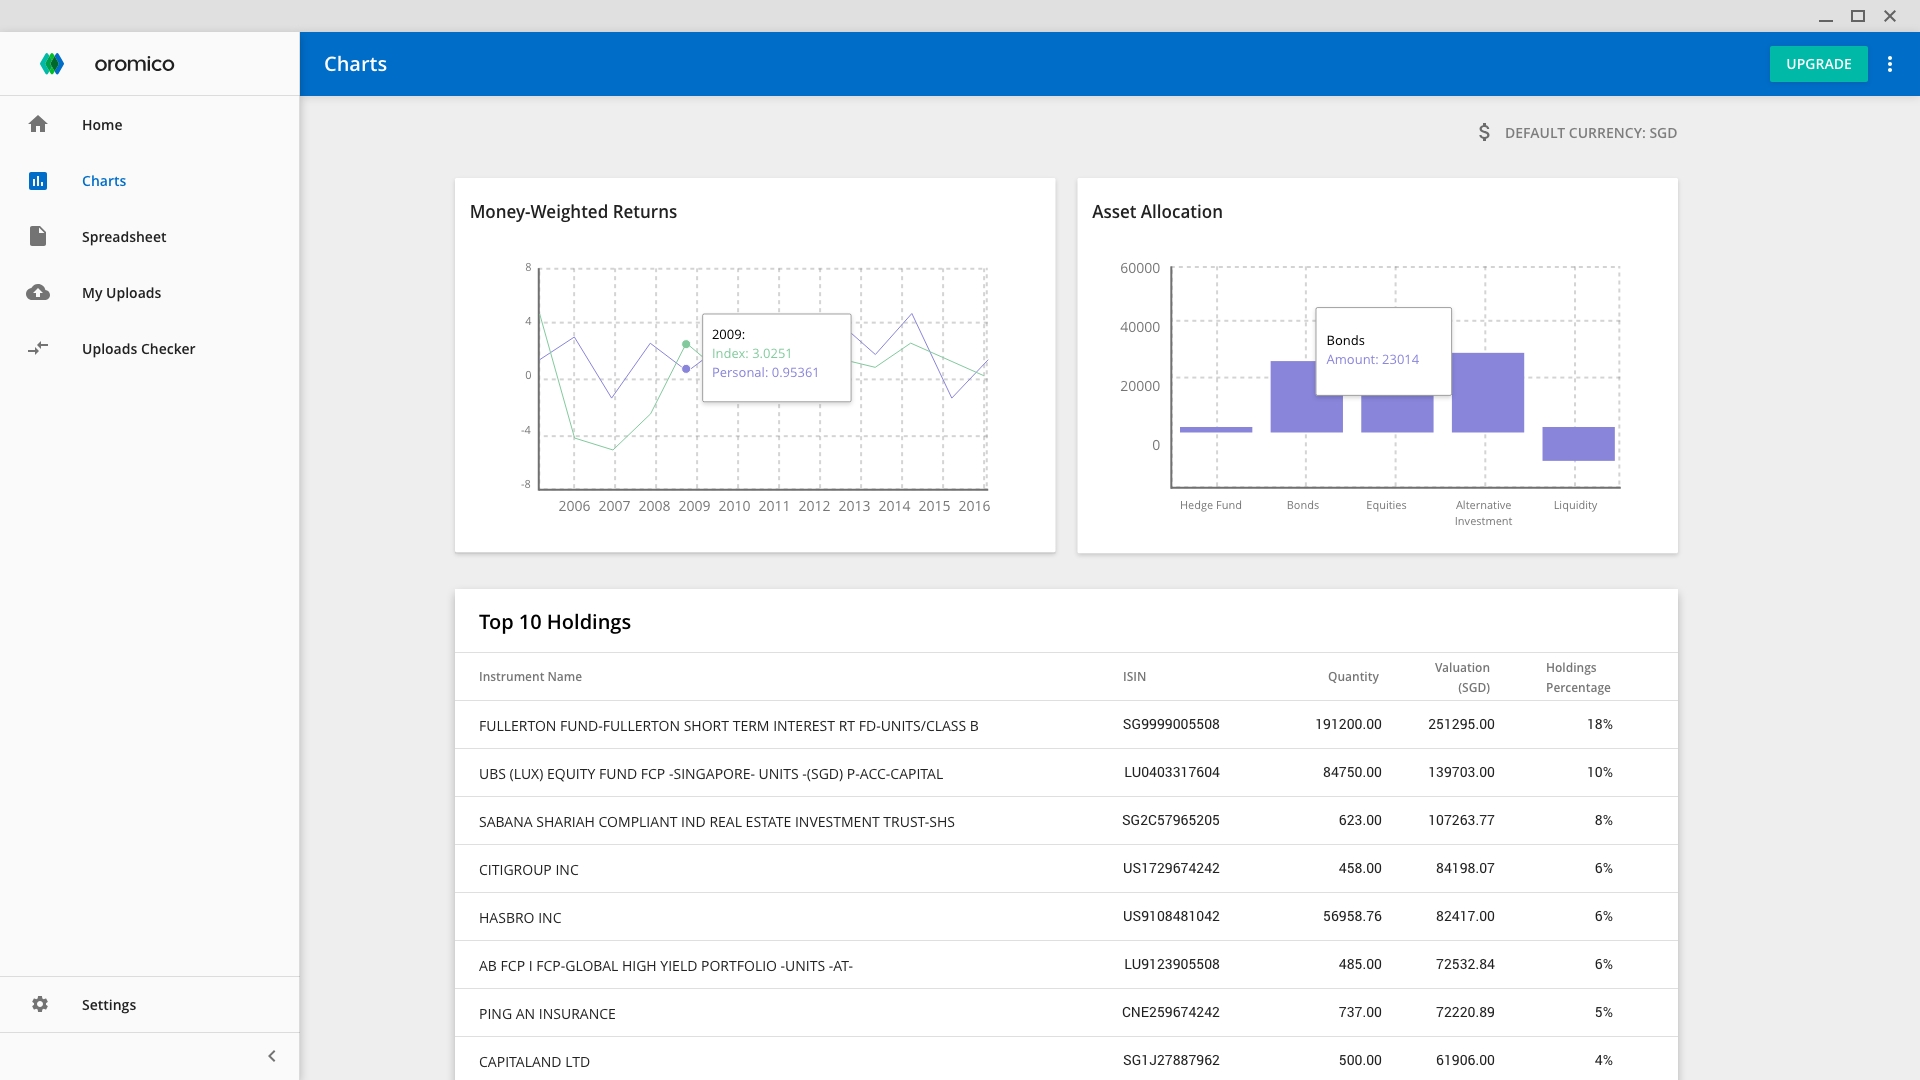 oromico
Charts
UPGRADE
Home
Charts
Spreadsheet
My Uploads
Uploads Checker
Settings
DEFAULT CURRENCY: SGD
Money-Weighted Returns
8
4
0
-4
-8
2009:
Index: 3.0251
Personal: 0.95361
2006 2007 2008 2009 2010 2011 2012 2013 2014 2015 2016
Asset Allocation
60000
40000
20000
0
Bonds
Amount: 23014
Hedge Fund Bonds Equities Alternative Liquidity
Investment
Top 10 Holdings
Instrument Name ISIN Quantity Valuation Holdings
(SGD) Percentage
FULLERTON FUND-FULLERTON SHORT TERM INTEREST RT FD-UNITS/CLASS B SG9999005508 191200.00 251295.00 18%
UBS (LUX) EQUITY FUND FCP -SINGAPORE- UNITS -(SGD) P-ACC-CAPITAL LU0403317604 84750.00 139703.00 10%
SABANA SHARIAH COMPLIANT IND REAL ESTATE INVESTMENT TRUST-SHS SG2C57965205 623.00 107263.77 8%
CITIGROUP INC US1729674242 458.00 84198.07 6%
HASBRO INC US9108481042 56958.76 82417.00 6%
AB FCP I FCP-GLOBAL HIGH YIELD PORTFOLIO -UNITS -AT- LU9123905508 485.00 72532.84 6%
PING AN INSURANCE CNE259674242 737.00 72220.89 5%
CAPITALAND LTD SG1J27887962 500.00 61906.00 4%